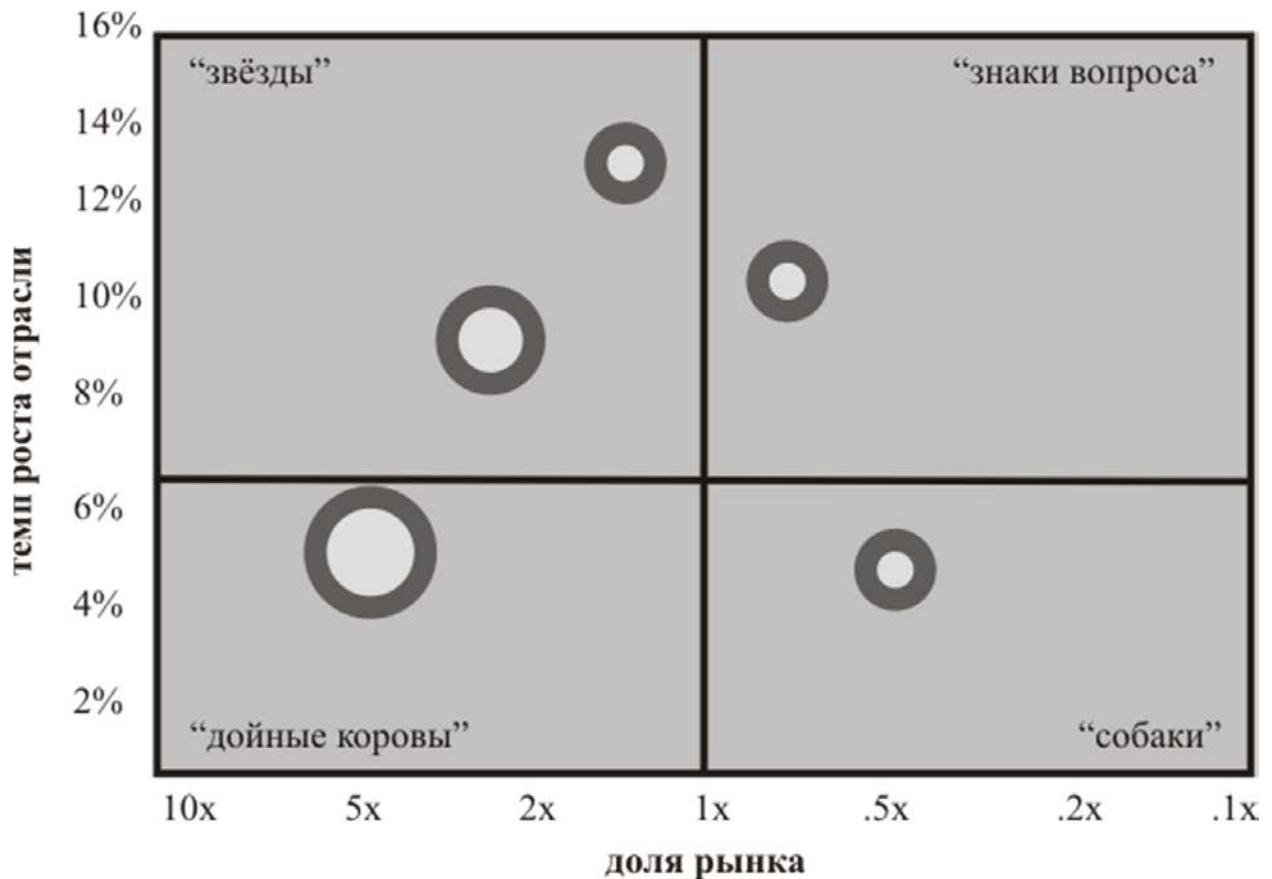 16%
“звёзды”
“знаки вопроса”
14%
12%
10%
8%
6%
4%
2%
темп роста отрасли
“дойные коровы”
“собаки”
10x
5x
2x
1x
.5x
.2x
.1x
доля рынка